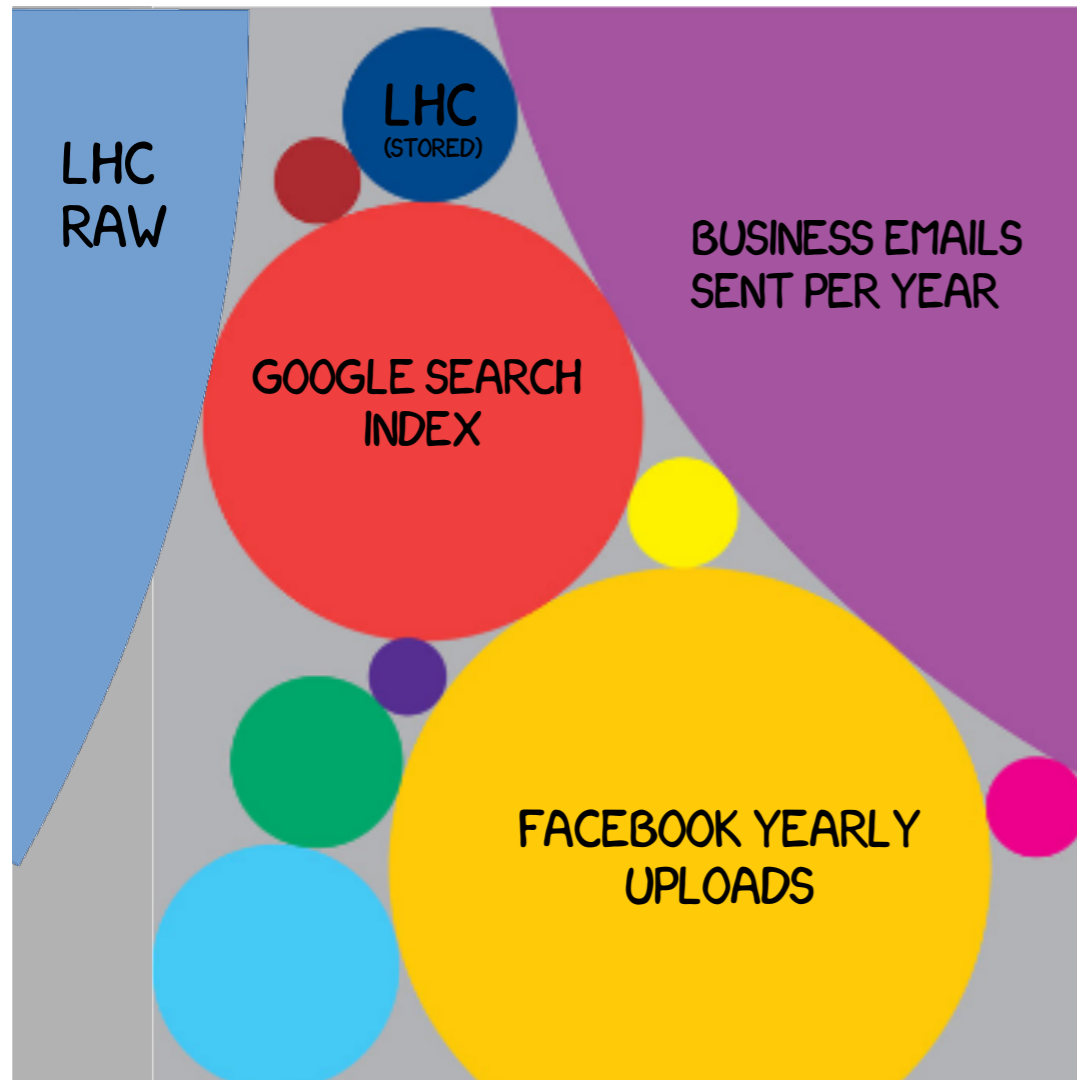 LHC
(STORED)
LHC
RAW
BUSINESS EMAILS
SENT PER YEAR
GOOGLE SEARCH
INDEX
FACEBOOK YEARLY
UPLOADS